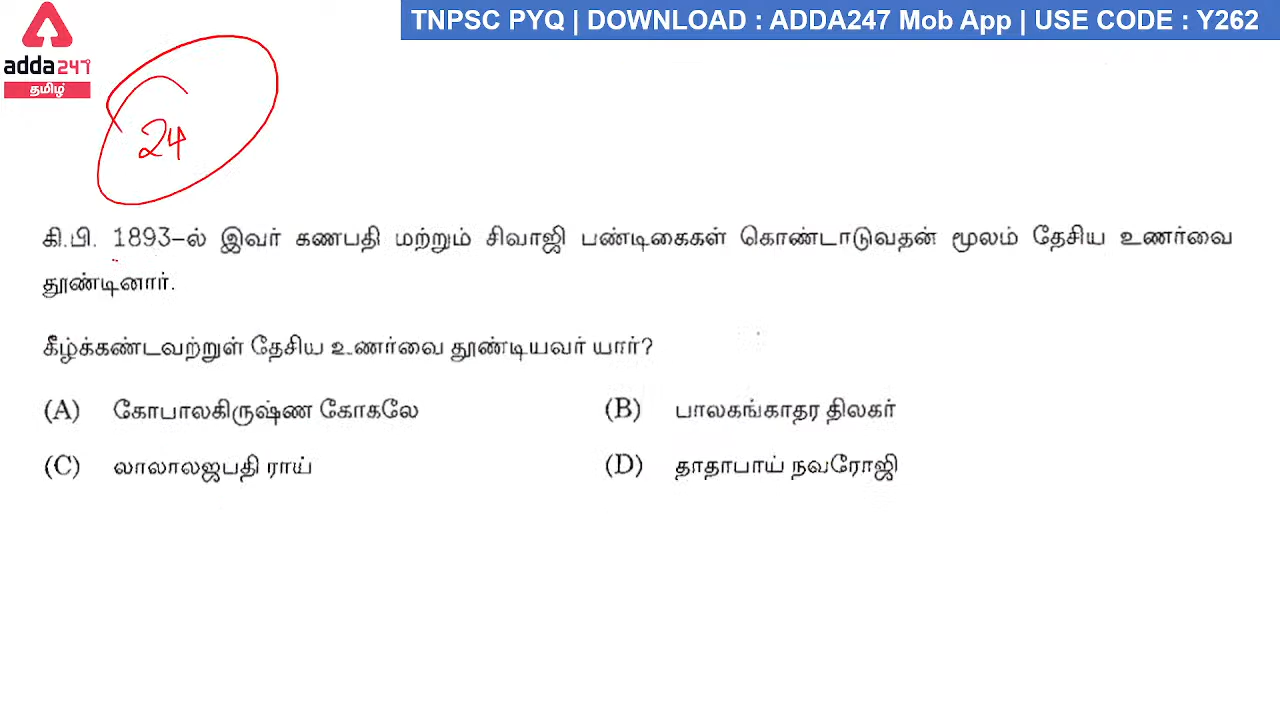 TNPSC PYQ | DOWNLOAD : ADDA247 Mob App | USE CODE : Y262
adda247
தமிழ்
24
கி.பி. 1893–ல் இவர் கணபதி மற்றும் சிவாஜி பண்டிகைகள் கொண்டாடுவதன் மூலம் தேசிய உணர்வை
தூண்டினார்.
கீழ்க்கண்டவற்றுள் தேசிய உணர்வை தூண்டியவர் யார்?
(A) கோபாலகிருஷ்ண கோகலே (B) பாலகங்காதர திலகர்
(C) லாலாலஜபதி ராய் (D) தாதாபாய் நவரோஜி